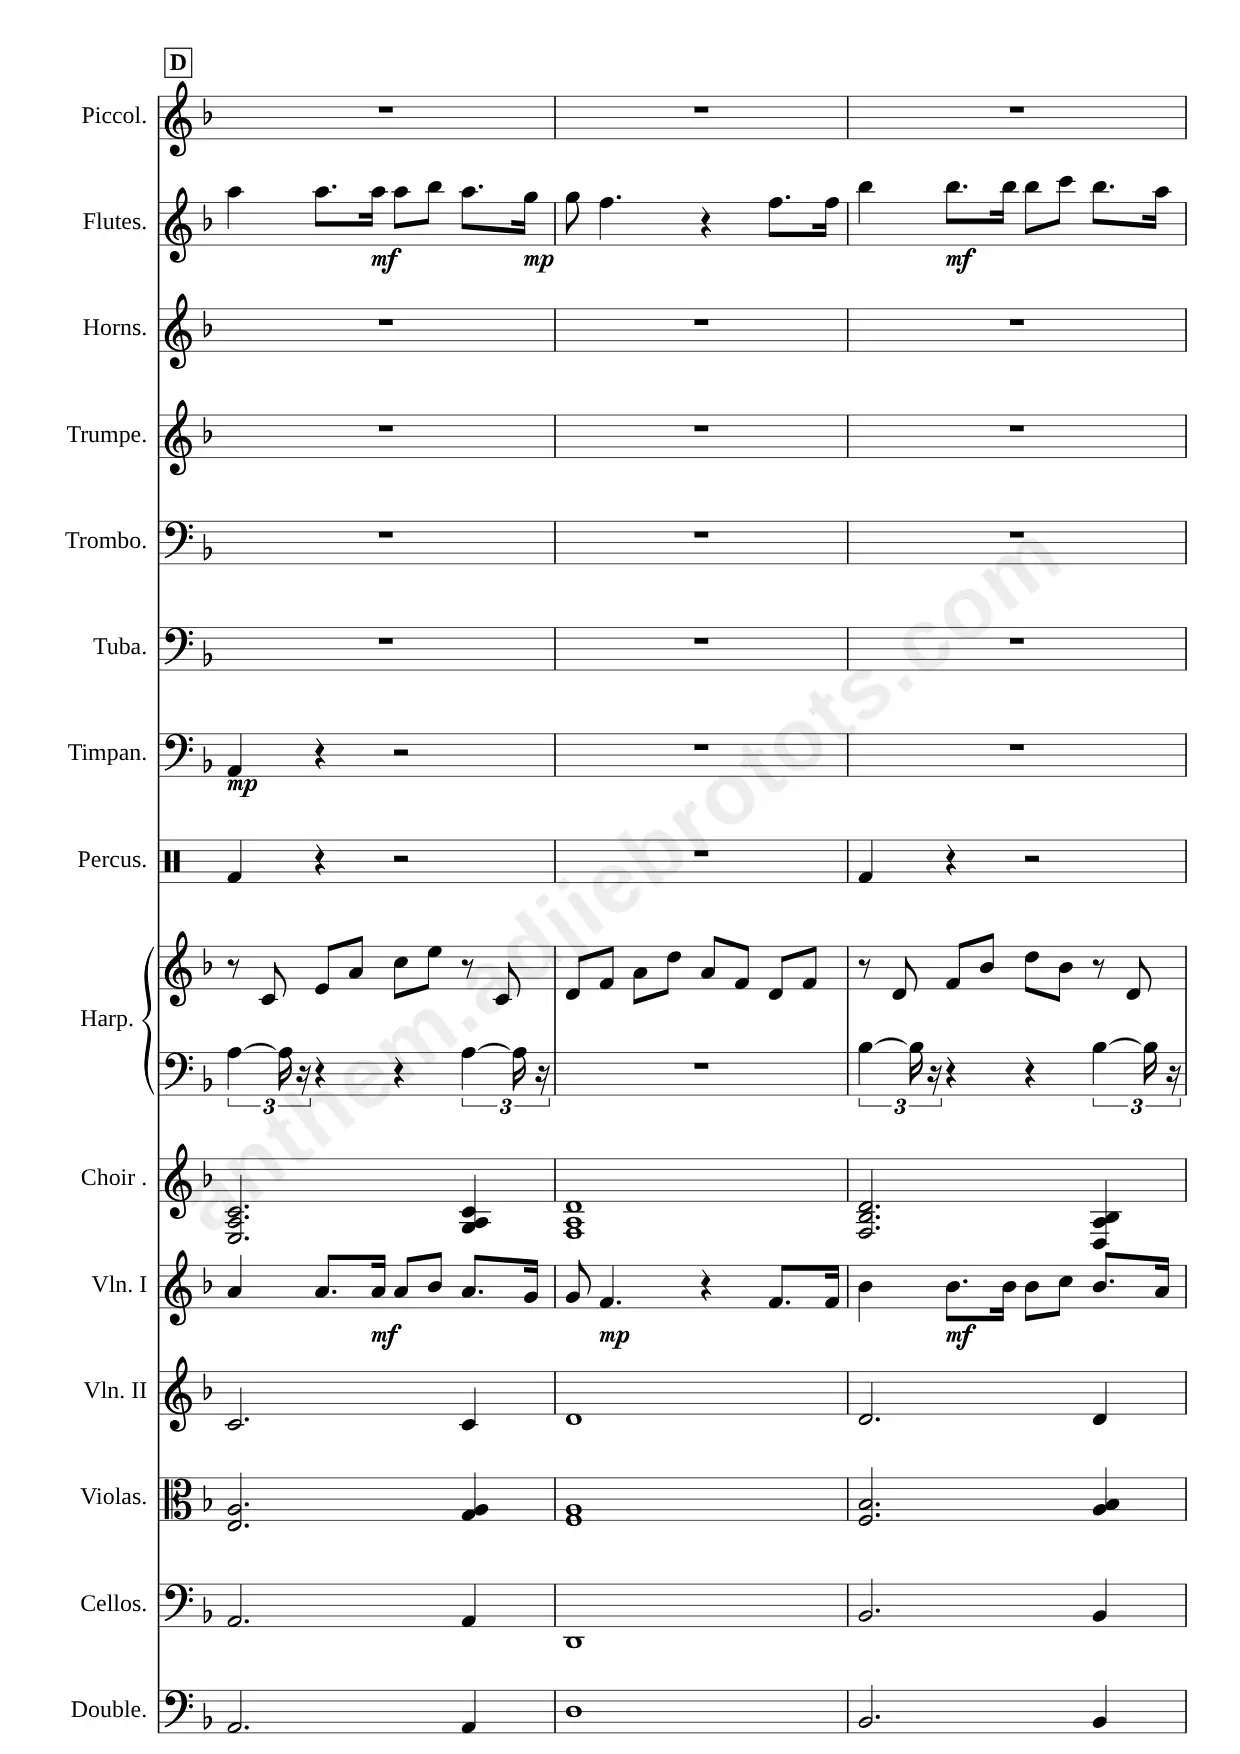 D
Piccol.
Flutes.
mf mp mf
Horns.
Trumpe.
Trombo.
Tuba.
Timpan.
mp
Percus.
Harp.
3 3 3 3
Choir .
Vln. I
mf mp mf
Vln. II
Violas.
Cellos.
Double.
anthem.adjiebrotots.com